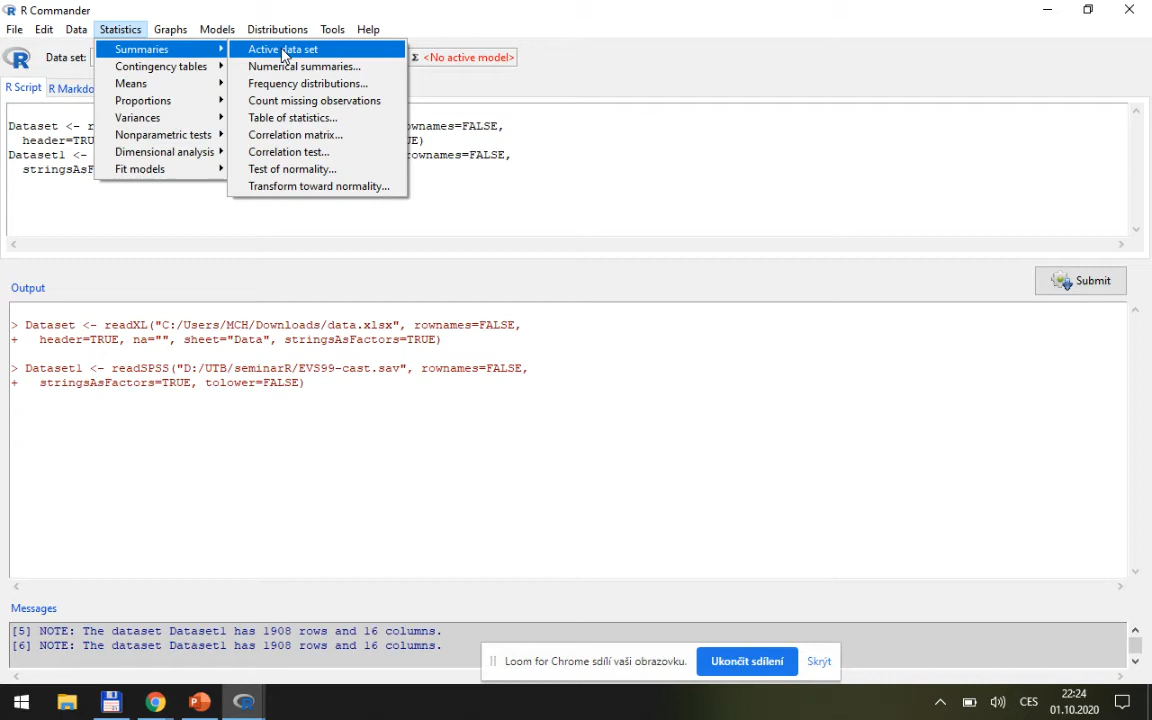 R Commander
File Edit Data Statistics Graphs Models Distributions Tools Help
Data set:
Σ <No active model>
Summaries
Contingency tables
Means
Proportions
Variances
Nonparametric tests
Dimensional analysis
Fit models
Active data set
Numerical summaries...
Frequency distributions...
Count missing observations
Table of statistics...
Correlation matrix...
Correlation test...
Test of normality...
Transform toward normality...
R Script R Markdo
Dataset <- r ownames=FALSE,
header=TRU E)
Dataset1 <- ownames=FALSE,
stringsAsF
Submit
Output
> Dataset <- readXL("C:/Users/MCH/Downloads/data.xlsx", rownames=FALSE,
+ header=TRUE, na="", sheet="Data", stringsAsFactors=TRUE)
> Dataset1 <- readSPSS("D:/UTB/seminarR/EVS99-cast.sav", rownames=FALSE,
+ stringsAsFactors=TRUE, tolower=FALSE)
Messages
[5] NOTE: The dataset Dataset1 has 1908 rows and 16 columns.
[6] NOTE: The dataset Dataset1 has 1908 rows and 16 columns.
Loom for Chrome sdílí vaši obrazovku. Ukončit sdílení Skrýt
CES
22:24
01.10.2020